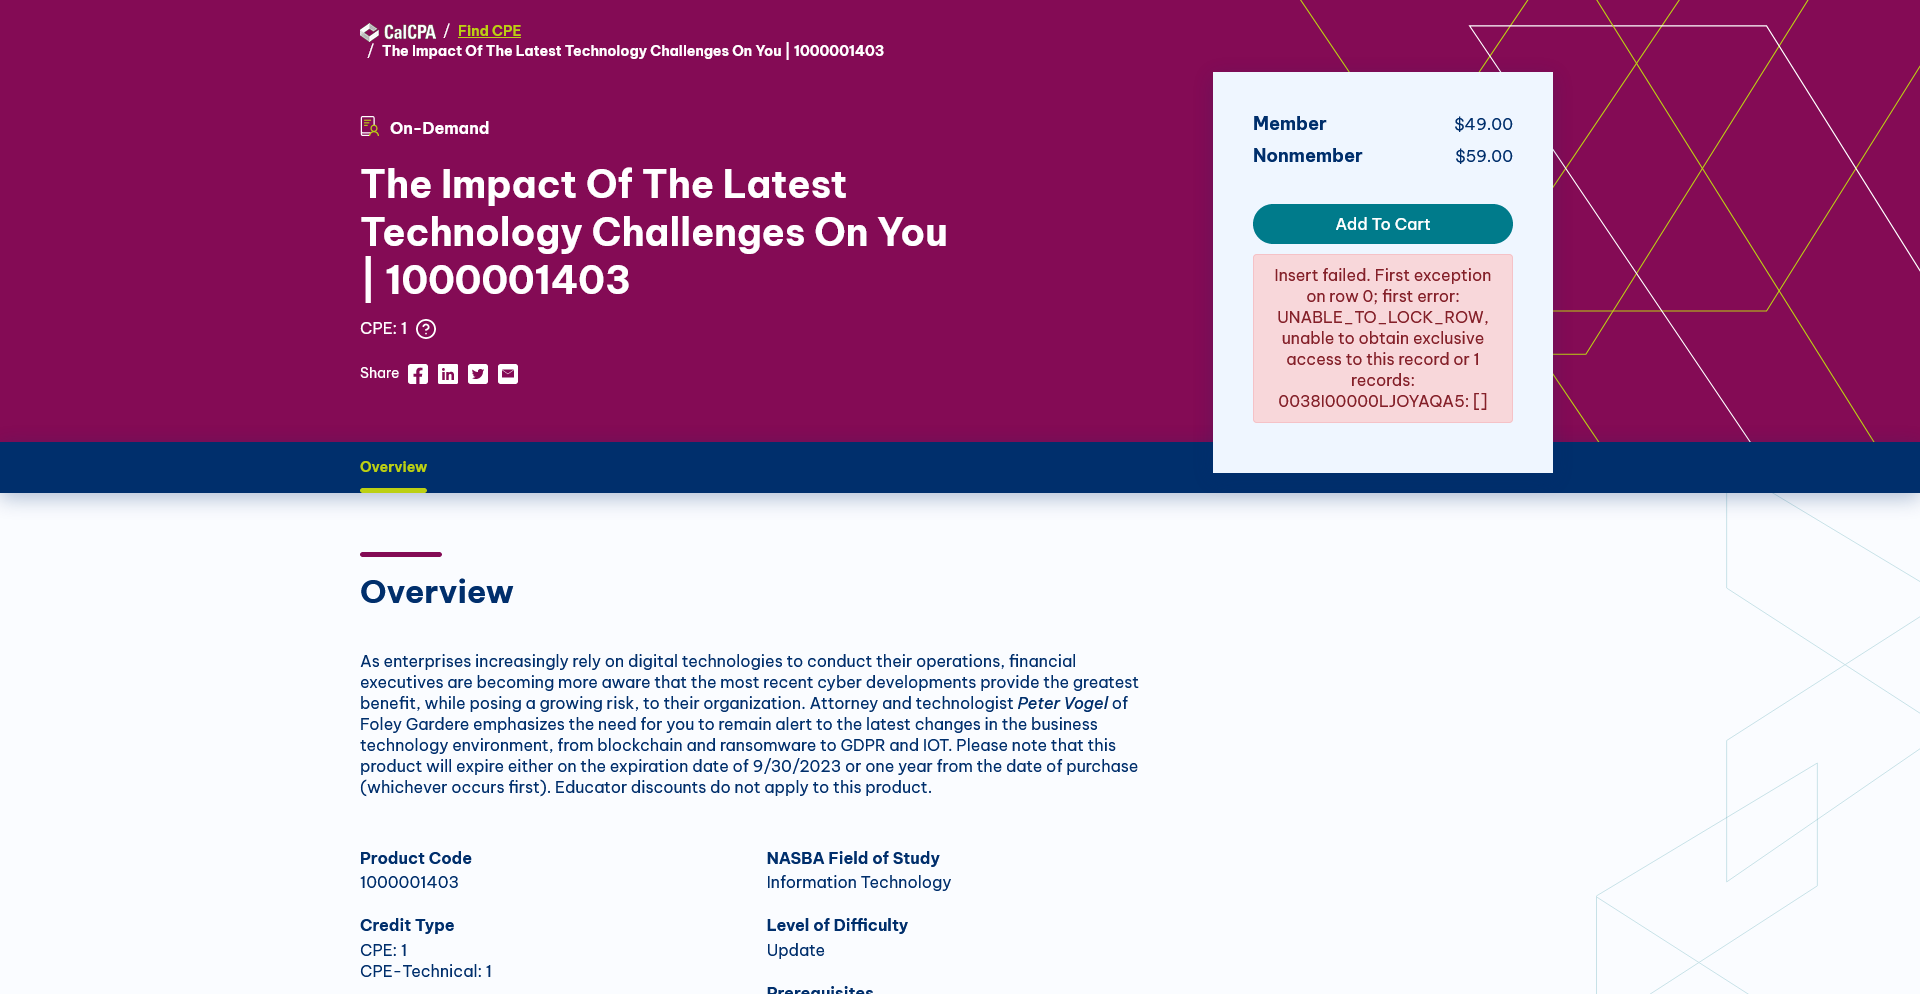 CalCPA / Find CPE
/ The Impact Of The Latest Technology Challenges On You | 1000001403
On-Demand
The Impact Of The Latest
Technology Challenges On You
| 1000001403
CPE: 1 ?
Share
Member $49.00
Nonmember $59.00
Add To Cart
Insert failed. First exception
on row 0; first error:
UNABLE_TO_LOCK_ROW,
unable to obtain exclusive
access to this record or 1
records:
0038I00000LJOYAQA5: []
Overview
Overview
As enterprises increasingly rely on digital technologies to conduct their operations, financial
executives are becoming more aware that the most recent cyber developments provide the greatest
benefit, while posing a growing risk, to their organization. Attorney and technologist Peter Vogel of
Foley Gardere emphasizes the need for you to remain alert to the latest changes in the business
technology environment, from blockchain and ransomware to GDPR and IOT. Please note that this
product will expire either on the expiration date of 9/30/2023 or one year from the date of purchase
(whichever occurs first). Educator discounts do not apply to this product.
Product Code
1000001403
Credit Type
CPE: 1
CPE-Technical: 1
NASBA Field of Study
Information Technology
Level of Difficulty
Update
Prerequisites